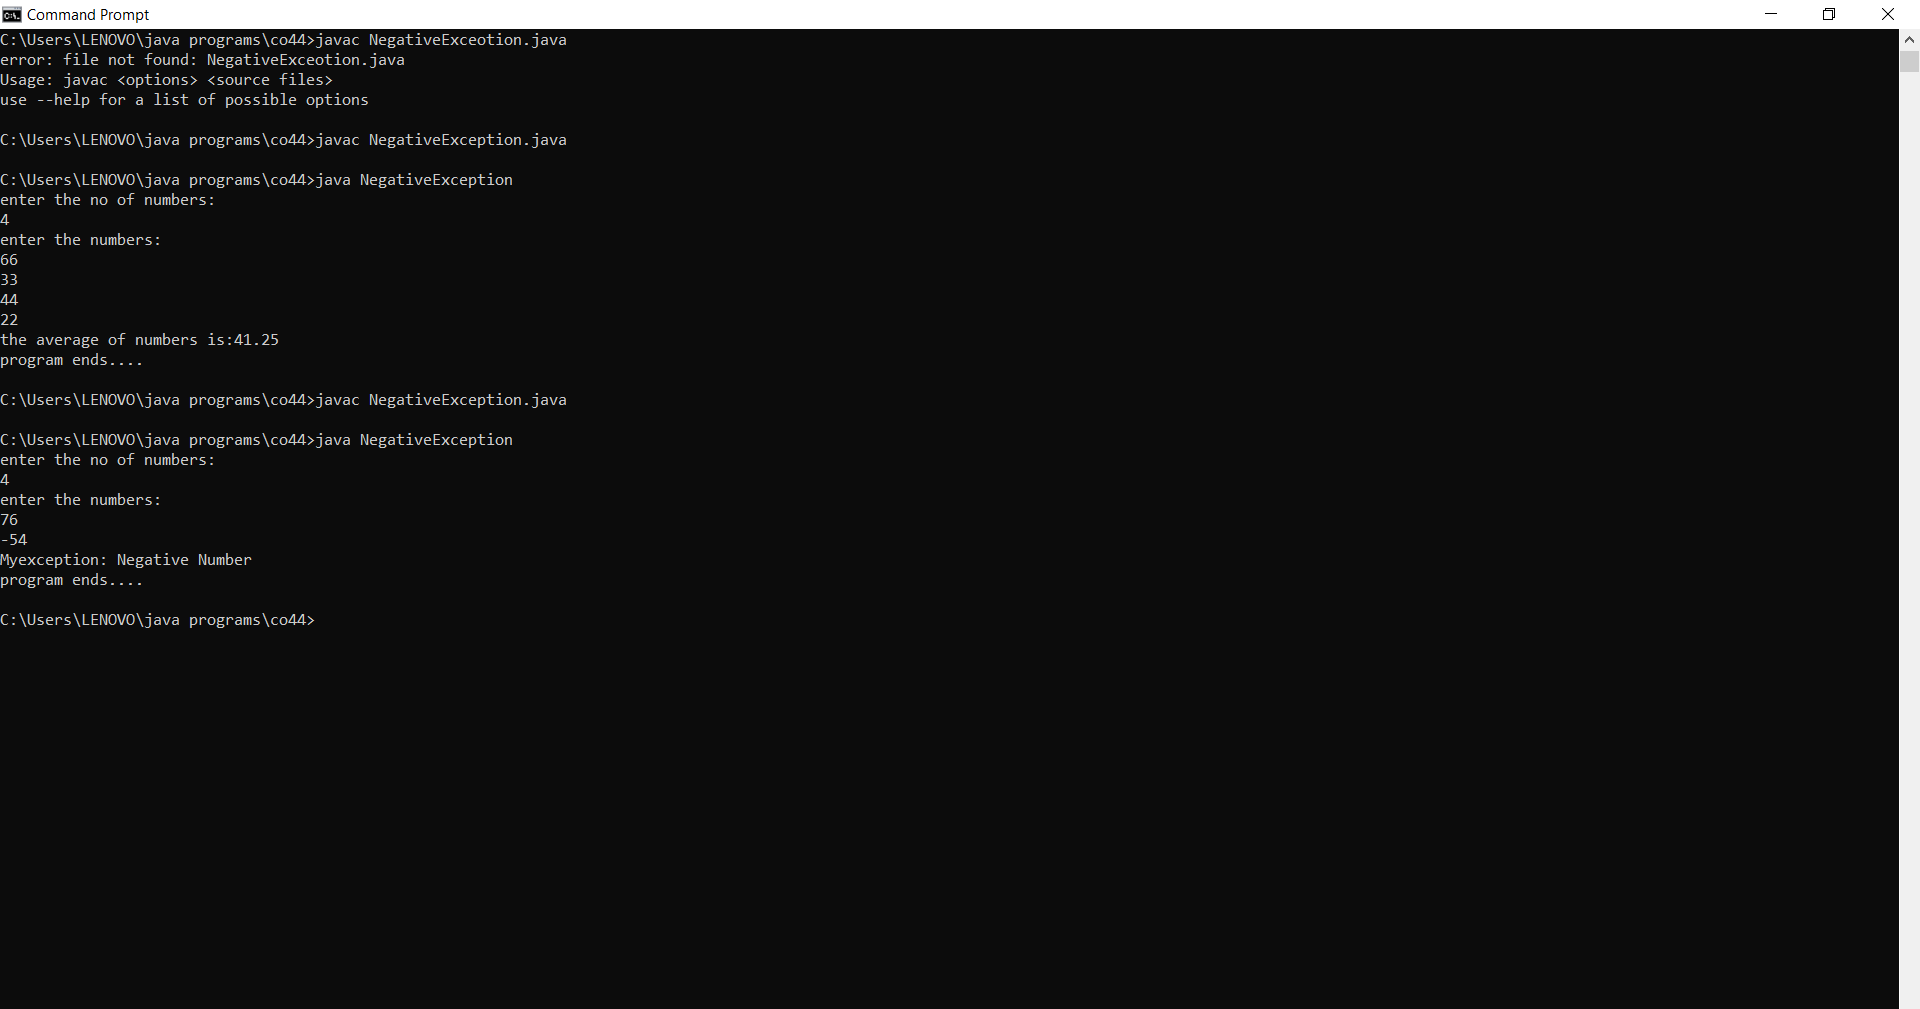 Command Prompt
C:\Users\LENOVO\java programs\co44>javac NegativeExceotion.java
error: file not found: NegativeExceotion.java
Usage: javac <options> <source files>
use --help for a list of possible options
C:\Users\LENOVO\java programs\co44>javac NegativeException.java
C:\Users\LENOVO\java programs\co44>java NegativeException
enter the no of numbers:
4
enter the numbers:
66
33
44
22
the average of numbers is:41.25
program ends....
C:\Users\LENOVO\java programs\co44>javac NegativeException.java
C:\Users\LENOVO\java programs\co44>java NegativeException
enter the no of numbers:
4
enter the numbers:
76
-54
Myexception: Negative Number
program ends....
C:\Users\LENOVO\java programs\co44>